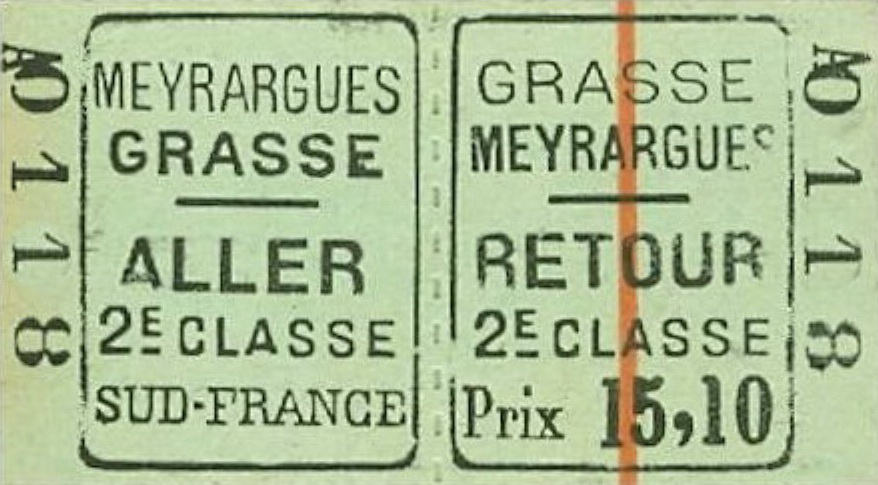 MEYRARGUES
GRASSE
ALLER
2E CLASSE
SUD-FRANCE
GRASSE
MEYRARGUES
RETOUR
2E CLASSE
Prix 15,10
0118
0118